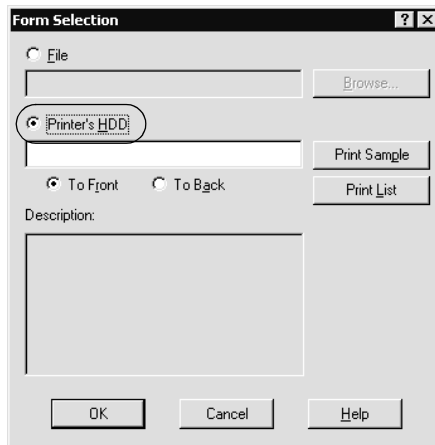 Form Selection
File
Browse...
Printer's HDD
Print Sample
To Front To Back
Print List
Description:
OK Cancel Help